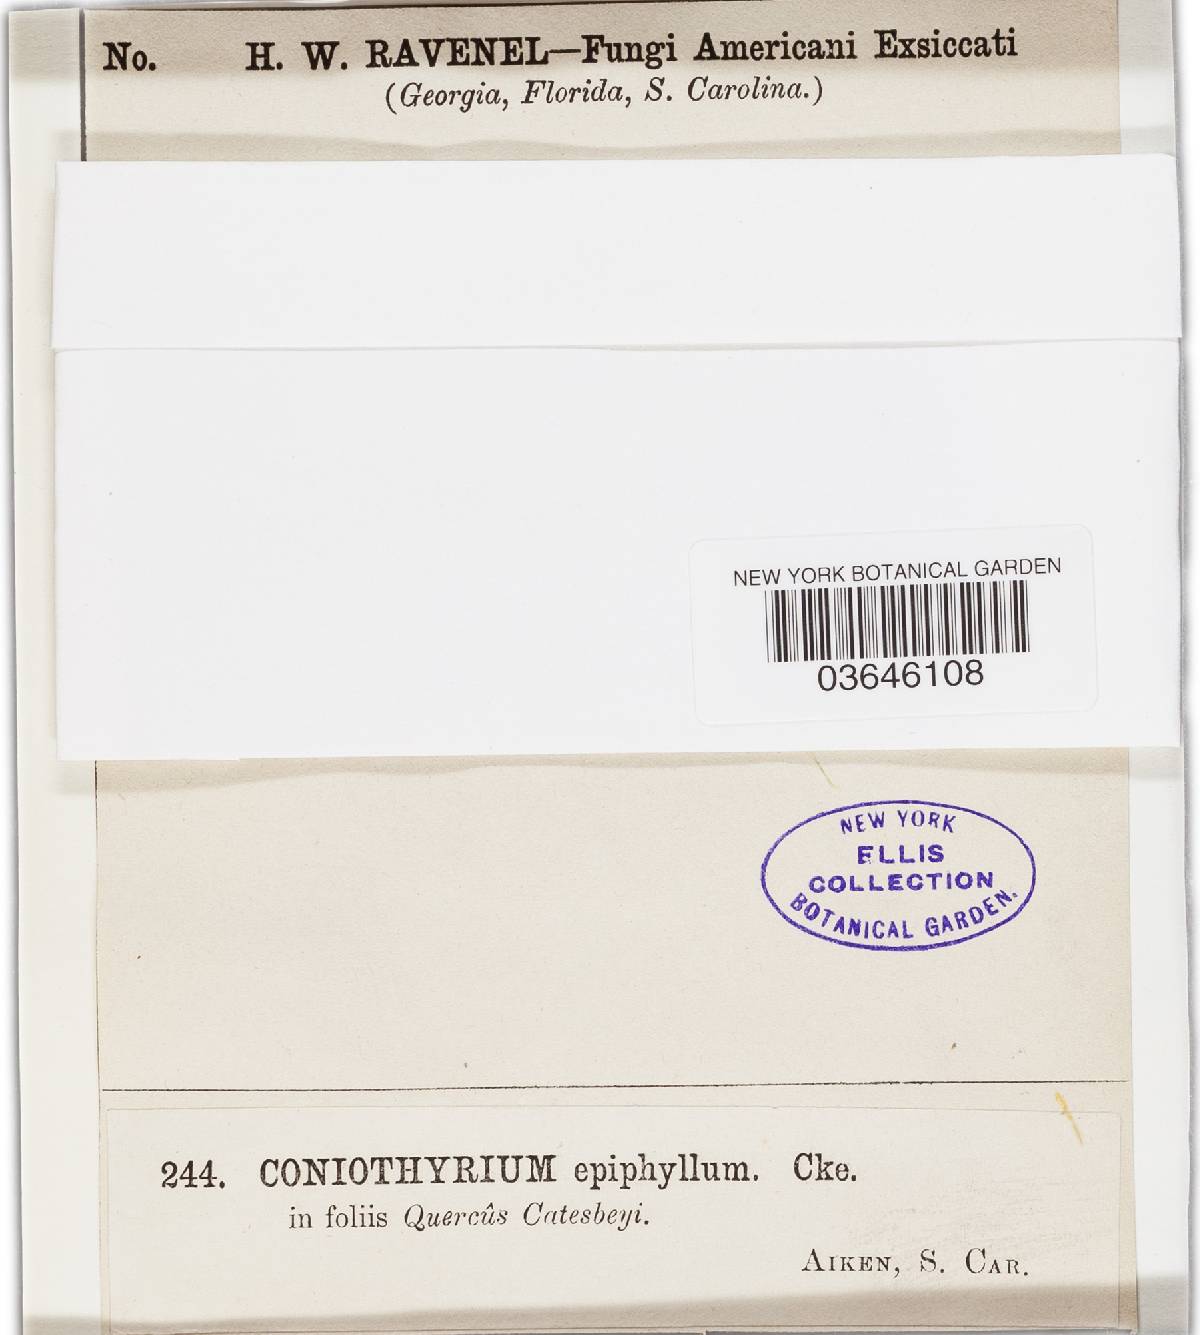 No. H. W. RAVENEL—Fungi Americani Exsiccati
(Georgia, Florida, S. Carolina.)
NEW YORK BOTANICAL GARDEN
03646108
NEW YORK
ELLIS
COLLECTION
BOTANICAL GARDEN.
244. CONIOTHYRIUM epiphyllum. Cke.
in foliis Quercûs Catesbeyi.
AIKEN, S. CAR.